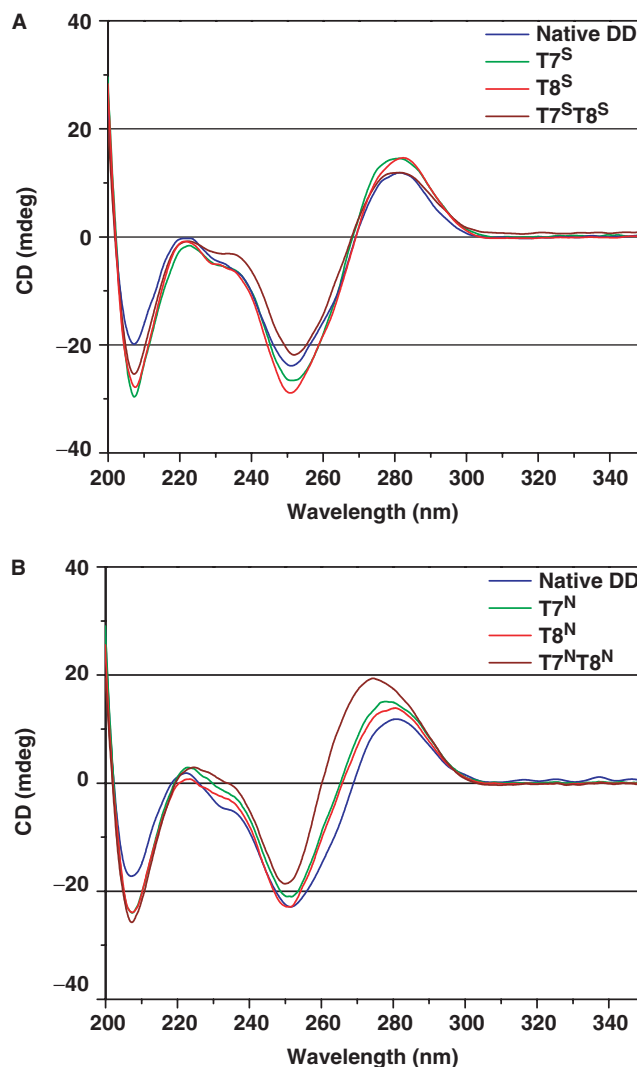 A
40
20
0
−20
−40
CD (mdeg)
Native DD
T7S
T8S
T7ST8S
200 220 240 260 280 300 320 340
Wavelength (nm)
B
40
20
0
−20
−40
CD (mdeg)
Native DD
T7N
T8N
T7NT8N
200 220 240 260 280 300 320 340
Wavelength (nm)